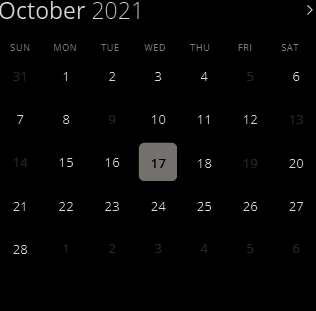 October 2021
SUN MON TUE WED THU FRI SAT
31 1 2 3 4 5 6
7 8 9 10 11 12 13
14 15 16 17 18 19 20
21 22 23 24 25 26 27
28 1 2 3 4 5 6